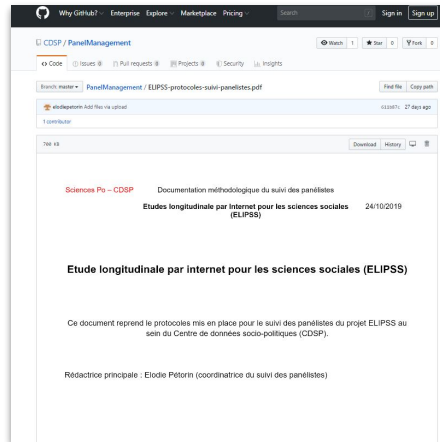 Why GitHub? Enterprise Explore Marketplace Pricing Search Sign in Sign up
CDSP / PanelManagement Watch 1 Star 0 Fork 0
Code Issues 0 Pull requests 0 Projects 0 Security Insights
Branch: master PanelManagement / ELIPSS-protocoles-suivi-panelistes.pdf Find file Copy path
elodiepetorin Add files via upload 27 days ago
1 contributor
700 KB Download History
Sciences Po – CDSP Documentation méthodologique du suivi des panélistes
Etudes longitudinale par Internet pour les sciences sociales 24/10/2019
(ELIPSS)
Etude longitudinale par internet pour les sciences sociales (ELIPSS)
Ce document reprend le protocoles mis en place pour le suivi des panélistes du projet ELIPSS au
sein du Centre de données socio-politiques (CDSP).
Rédactrice principale : Elodie Pétorin (coordinatrice du suivi des panélistes)